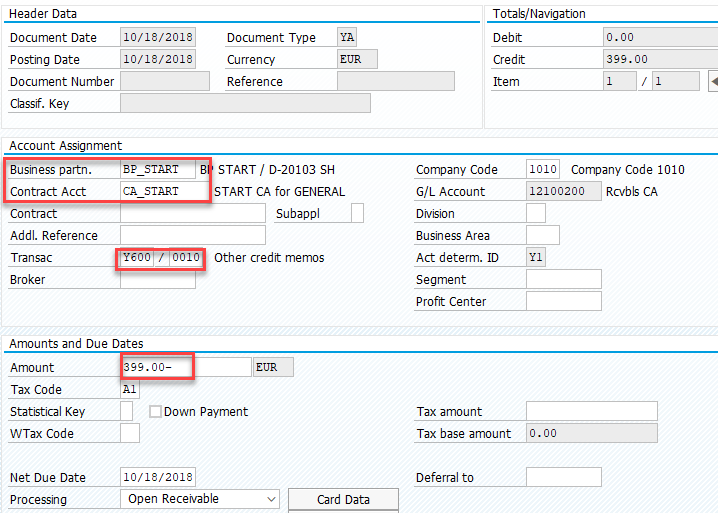 Header Data
Totals/Navigation
Document Date 10/18/2018 Document Type YA Debit 0.00
Posting Date 10/18/2018 Currency EUR Credit 399.00
Document Number Reference Item 1 / 1
Classif. Key
Account Assignment
Business partn. BP_START BP START / D-20103 SH Company Code 1010 Company Code 1010
Contract Acct CA_START START CA for GENERAL G/L Account 12100200 Rcvbls CA
Contract Subappl Division
Addl. Reference Business Area
Transac Y600 / 0010 Other credit memos Act determ. ID Y1
Broker Segment
Profit Center
Amounts and Due Dates
Amount 399.00- EUR
Tax Code A1
Statistical Key Down Payment Tax amount
WTax Code Tax base amount 0.00
Net Due Date 10/18/2018 Deferral to
Processing Open Receivable Card Data